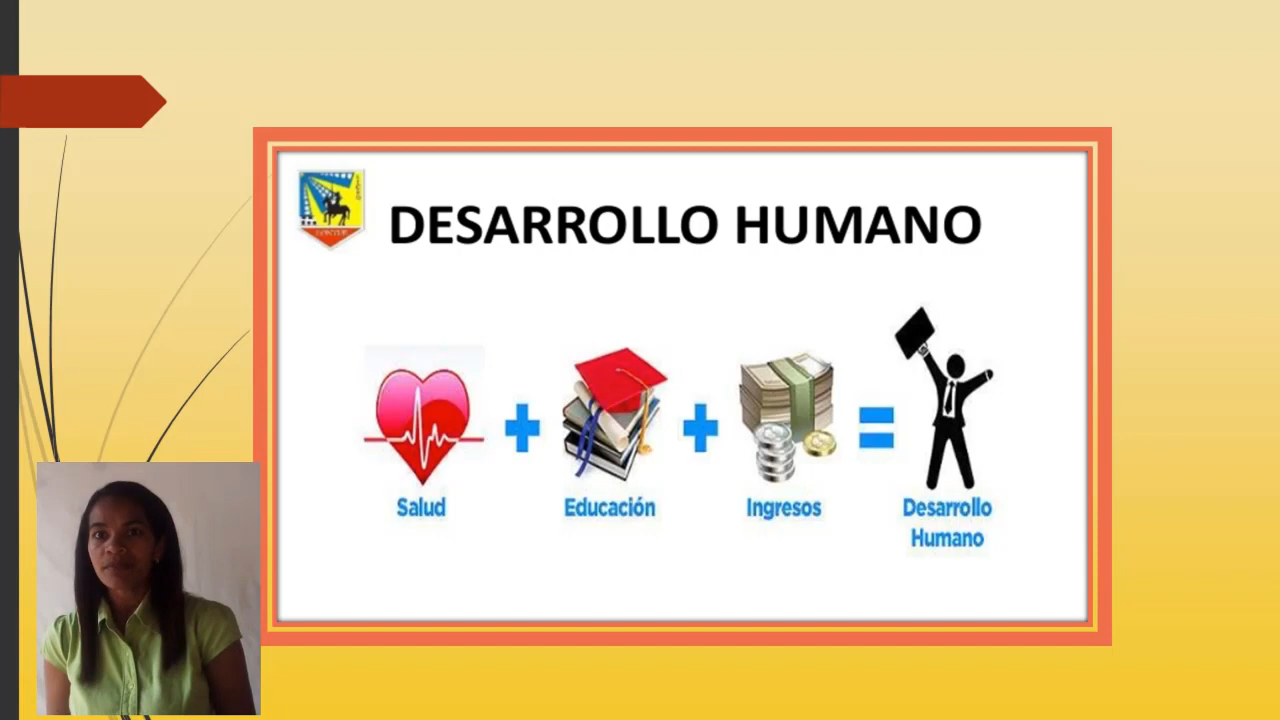 DESARROLLO HUMANO
Salud
Educación
Ingresos
Desarrollo
Humano